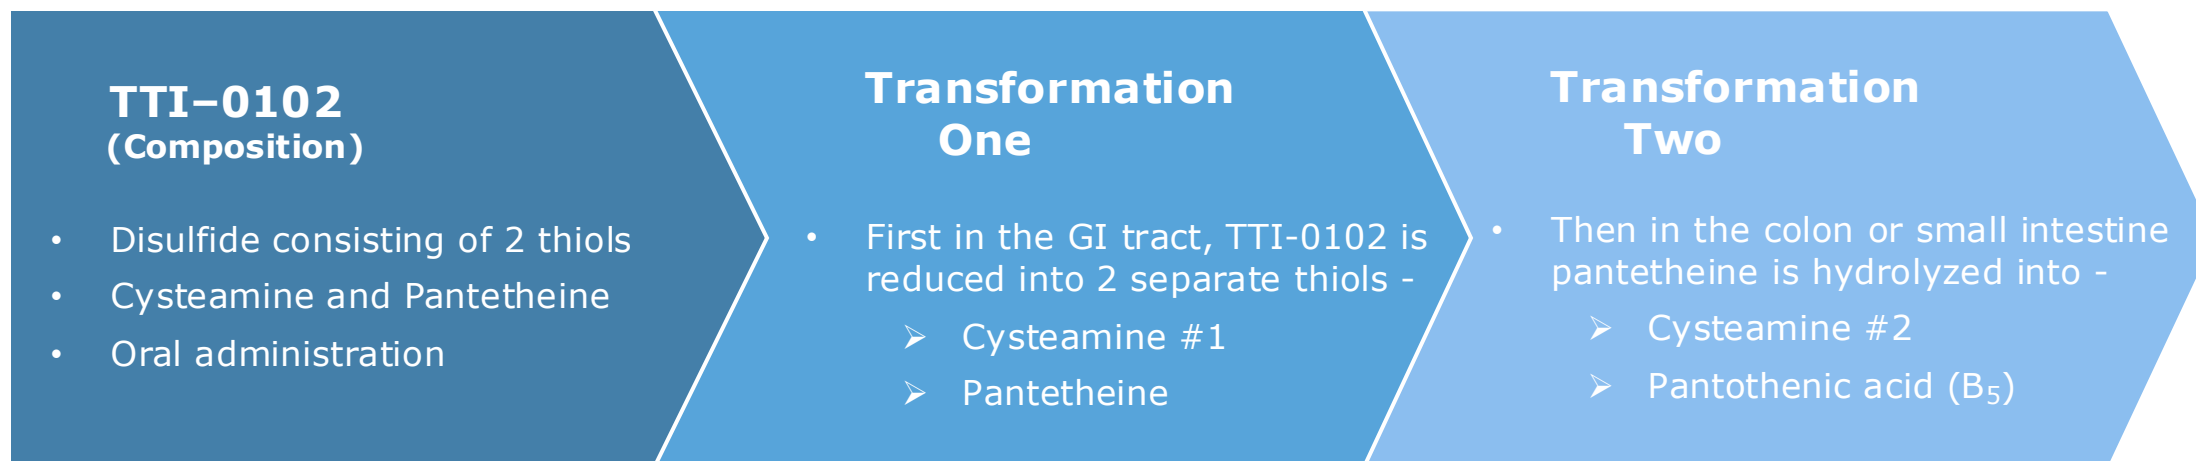 TTI–0102
(Composition)
• Disulfide consisting of 2 thiols
• Cysteamine and Pantetheine
• Oral administration
Transformation
One
• First in the GI tract, TTI-0102 is
reduced into 2 separate thiols -
➢ Cysteamine #1
➢ Pantetheine
Transformation
Two
• Then in the colon or small intestine
pantetheine is hydrolyzed into -
➢ Cysteamine #2
➢ Pantothenic acid (B₅)